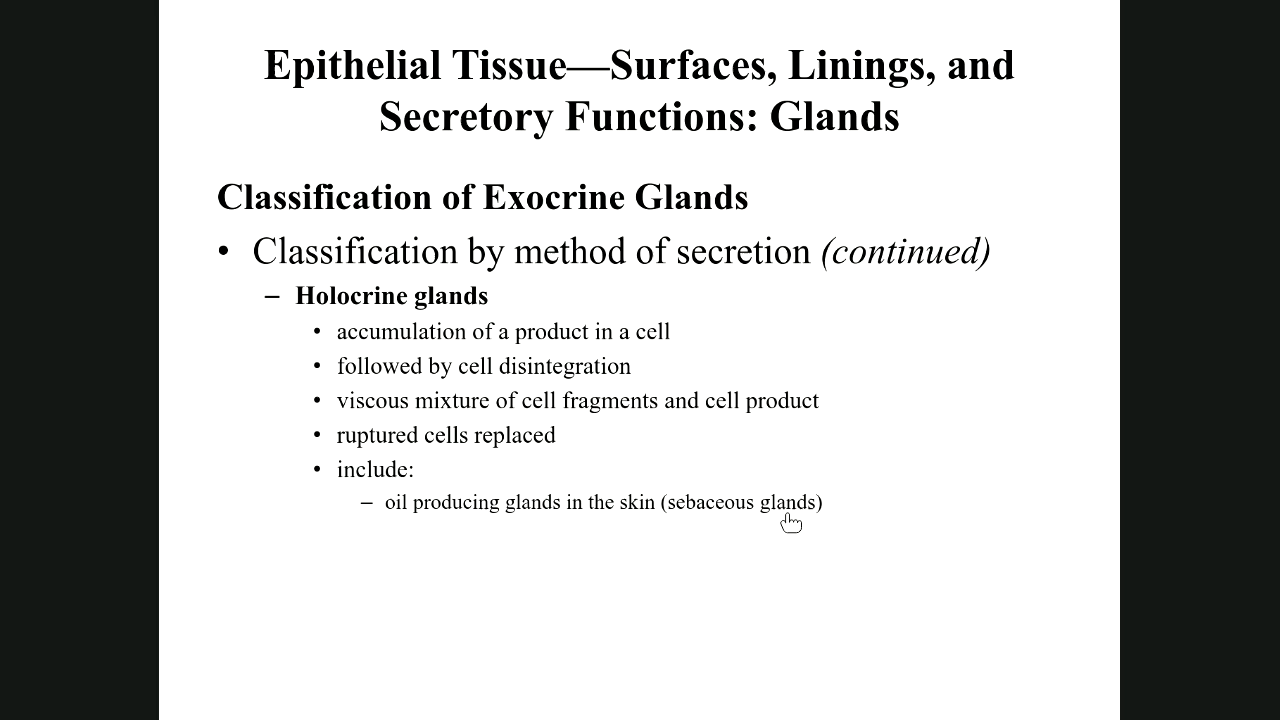 Epithelial Tissue—Surfaces, Linings, and
Secretory Functions: Glands
Classification of Exocrine Glands
• Classification by method of secretion (continued)
– Holocrine glands
• accumulation of a product in a cell
• followed by cell disintegration
• viscous mixture of cell fragments and cell product
• ruptured cells replaced
• include:
– oil producing glands in the skin (sebaceous glands)